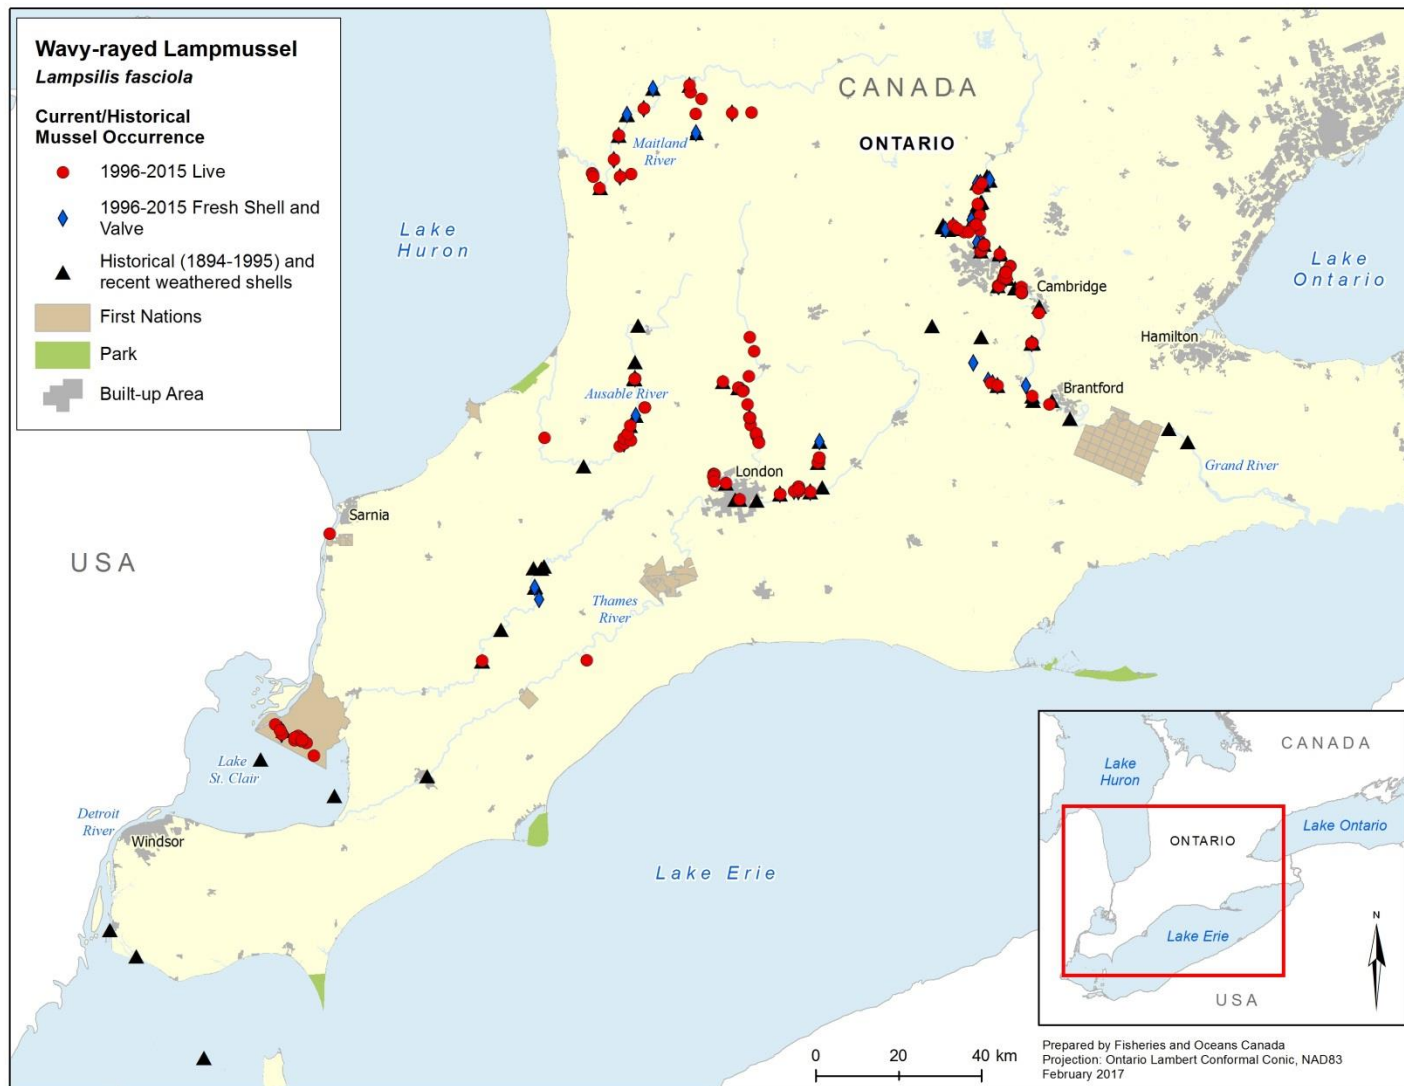 Wavy-rayed Lampmussel
Lampsilis fasciola
Current/Historical
Mussel Occurrence
1996-2015 Live
1996-2015 Fresh Shell and
Valve
Historical (1894-1995) and
recent weathered shells
First Nations
Park
Built-up Area
CANADA
ONTARIO
Maitland
River
Lake
Huron
Lake
Ontario
Cambridge
Hamilton
Ausable River
Brantford
London
Grand River
Sarnia
USA
Thames
River
Lake
St. Clair
Detroit
River
Windsor
Lake Erie
CANADA
Lake
Huron
ONTARIO
Lake Ontario
Lake Erie
USA
N
0 20 40 km
Prepared by Fisheries and Oceans Canada
Projection: Ontario Lambert Conformal Conic, NAD83
February 2017